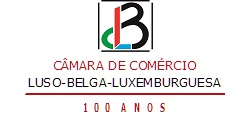 CÂMARA DE COMÉRCIO
LUSO-BELGA-LUXEMBURGUESA
100 ANOS